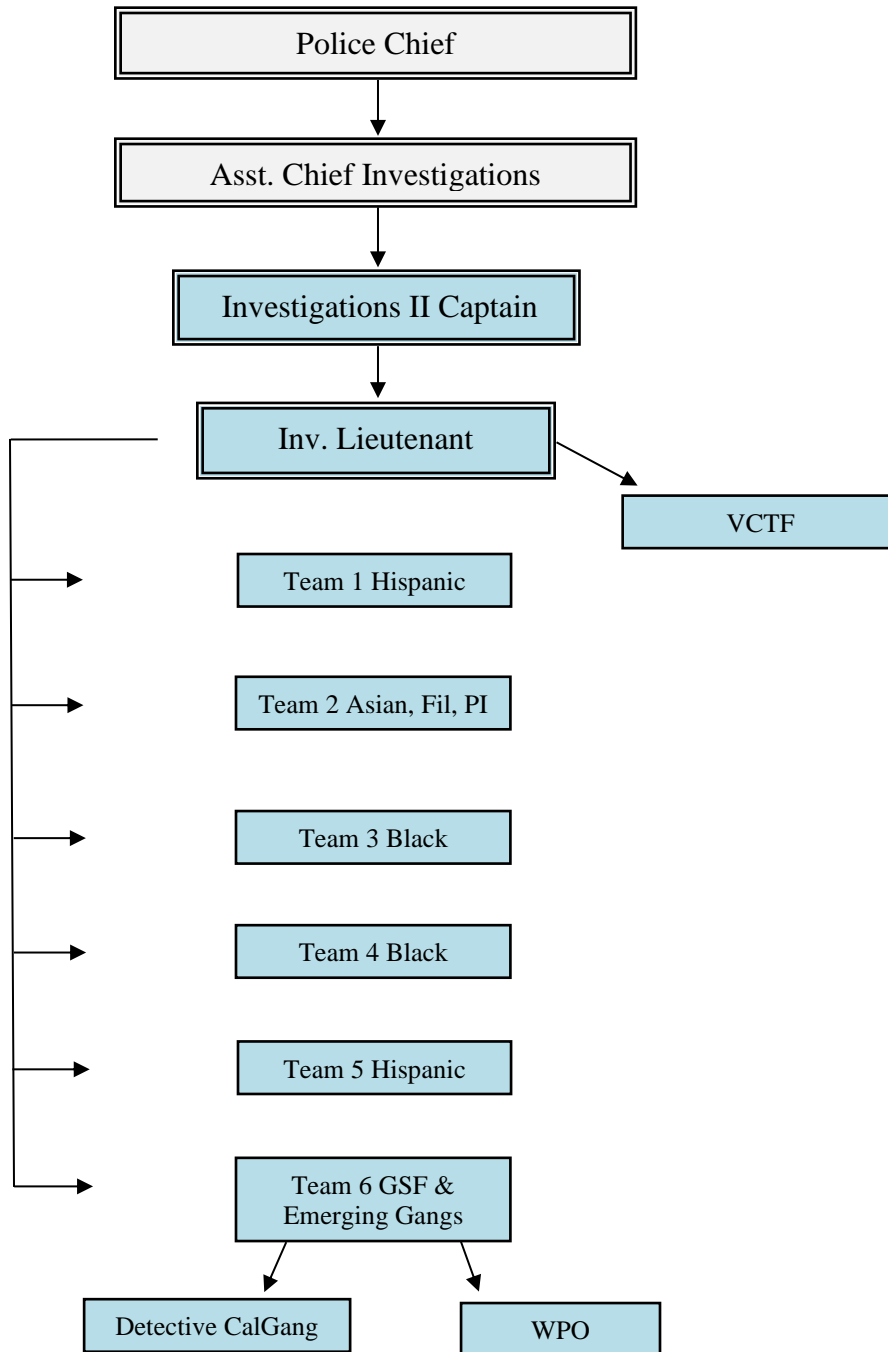 Police Chief
Asst. Chief Investigations
Investigations II Captain
Inv. Lieutenant
VCTF
Team 1 Hispanic
Team 2 Asian, Fil, PI
Team 3 Black
Team 4 Black
Team 5 Hispanic
Team 6 GSF &
Emerging Gangs
Detective CalGang
WPO